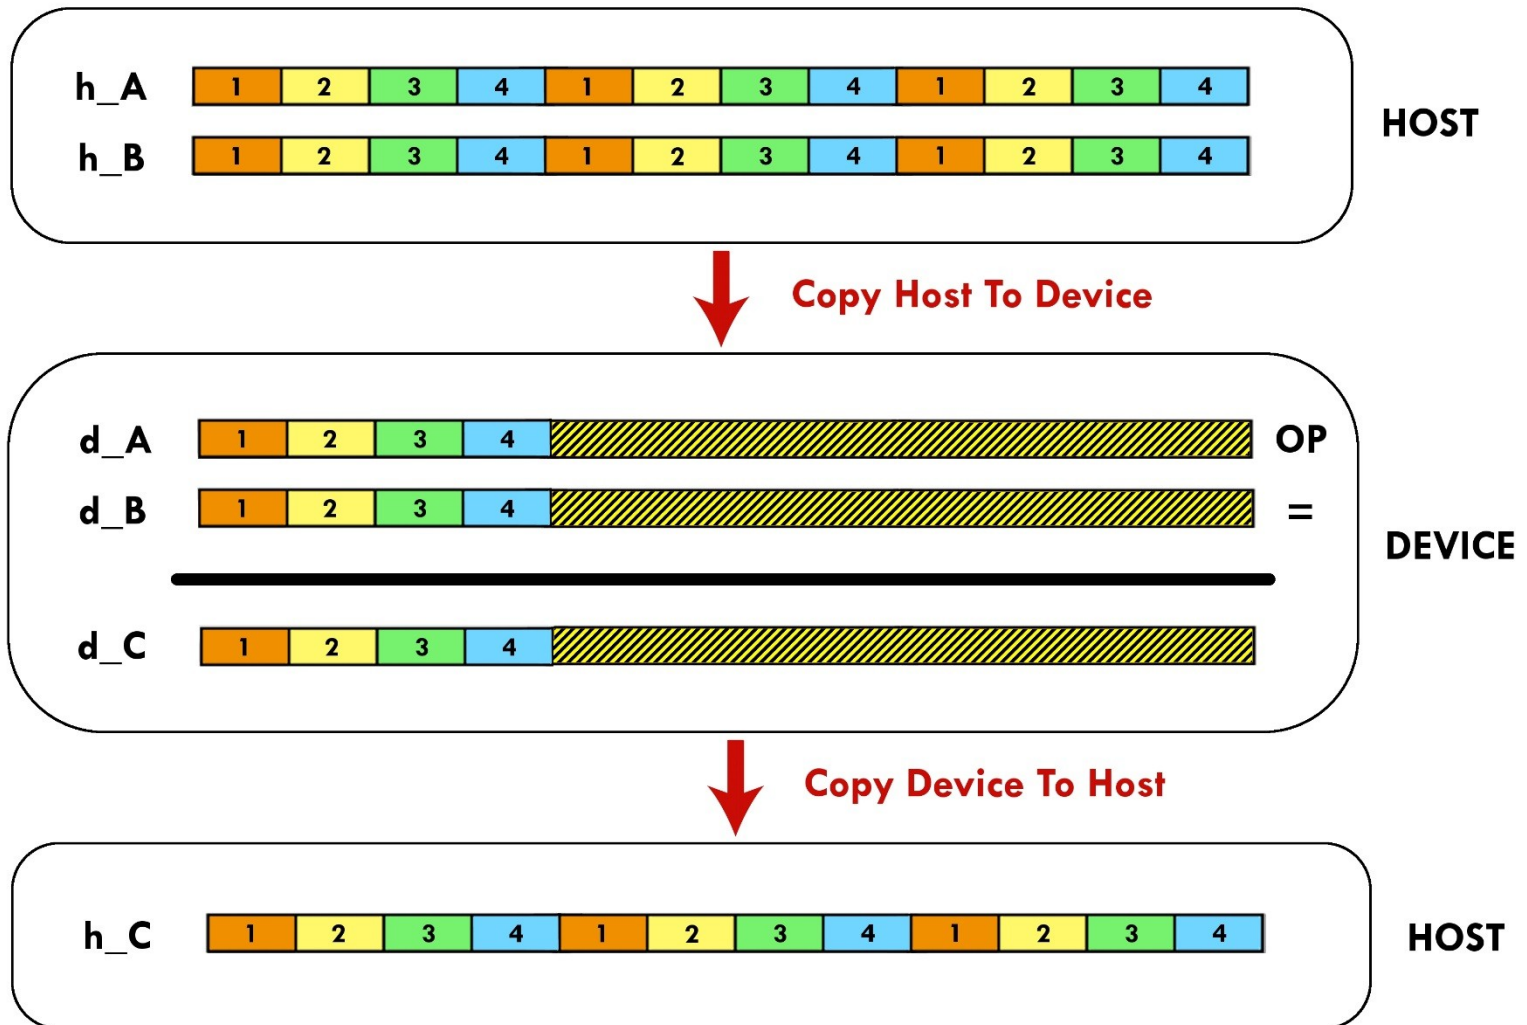 h_A 1 2 3 4 1 2 3 4 1 2 3 4
HOST
h_B 1 2 3 4 1 2 3 4 1 2 3 4
Copy Host To Device
d_A 1 2 3 4 OP
d_B 1 2 3 4 =
DEVICE
d_C 1 2 3 4
Copy Device To Host
h_C 1 2 3 4 1 2 3 4 1 2 3 4
HOST